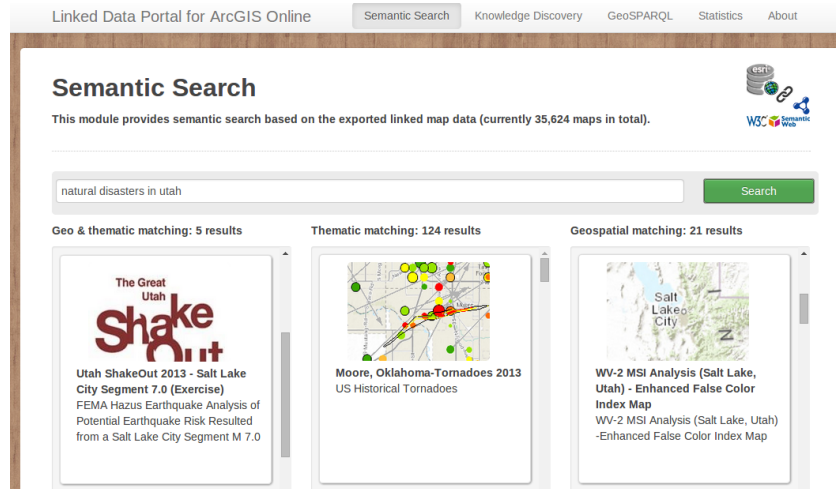 Linked Data Portal for ArcGIS Online
Semantic Search
Knowledge Discovery
GeoSPARQL
Statistics
About
Semantic Search
esri
W3C Semantic Web
This module provides semantic search based on the exported linked map data (currently 35,624 maps in total).
natural disasters in utah
Search
Geo & thematic matching: 5 results
The Great
Utah
Shake
Out
Utah ShakeOut 2013 - Salt Lake
City Segment 7.0 (Exercise)
FEMA Hazus Earthquake Analysis of
Potential Earthquake Risk Resulted
from a Salt Lake City Segment M 7.0
Thematic matching: 124 results
Moore, Oklahoma-Tornadoes 2013
US Historical Tornadoes
Geospatial matching: 21 results
Salt
Lake
City
WV-2 MSI Analysis (Salt Lake,
Utah) - Enhanced False Color
Index Map
WV-2 MSI Analysis (Salt Lake, Utah)
-Enhanced False Color Index Map